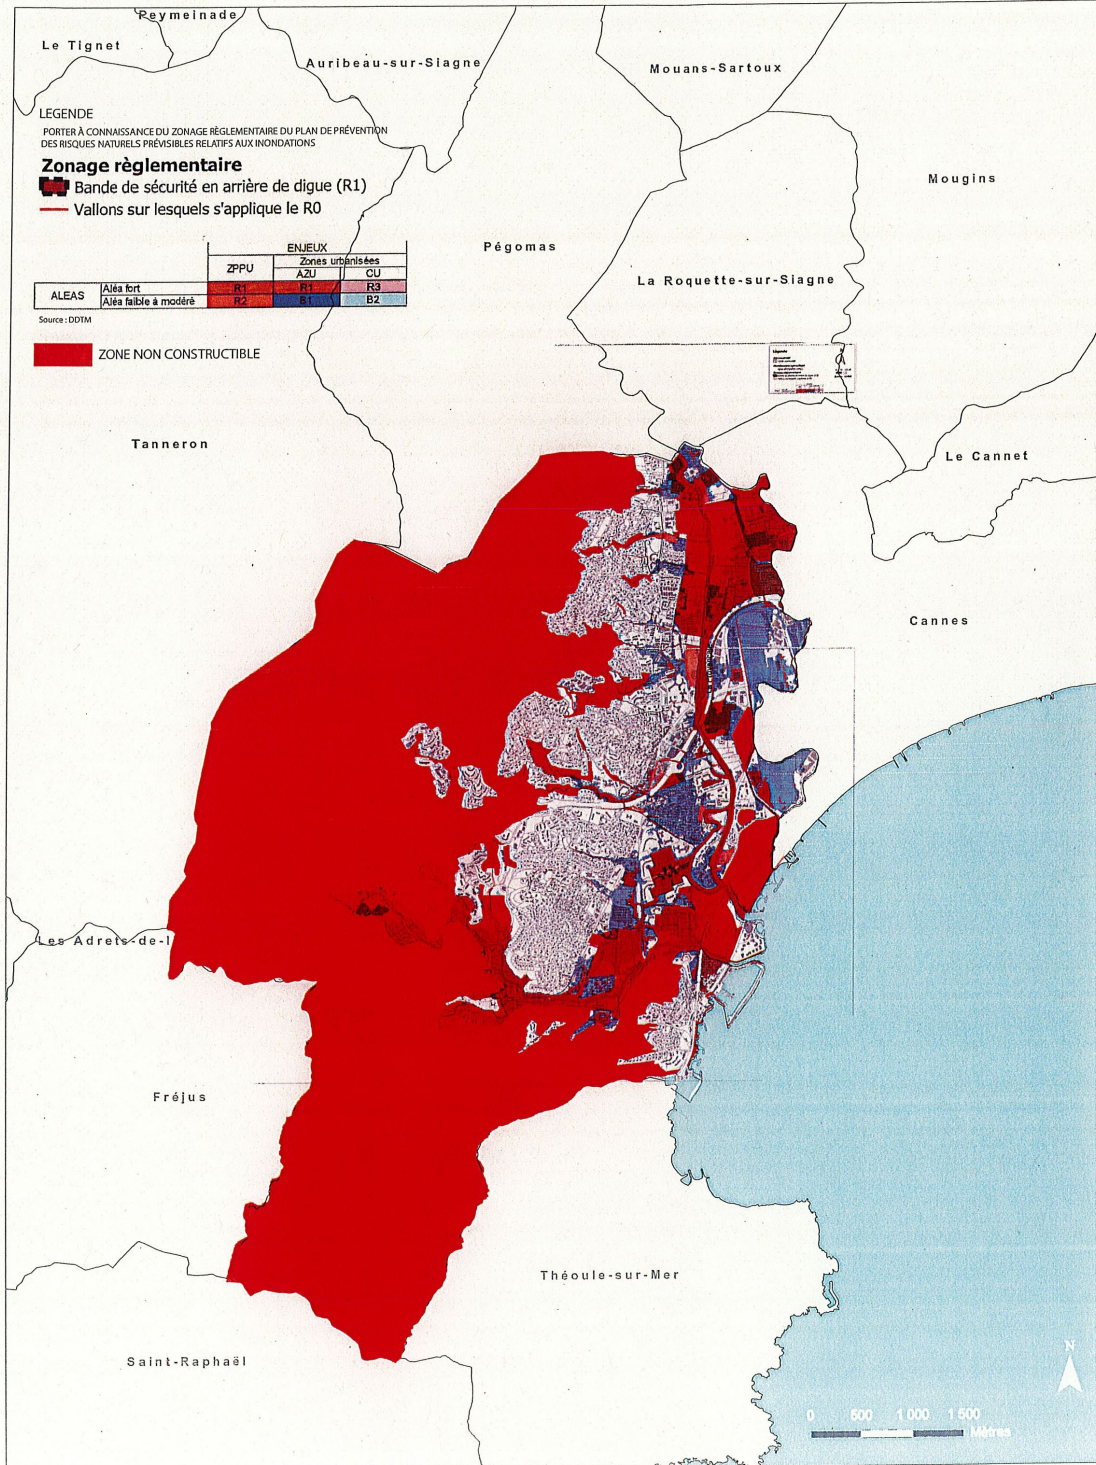 Peymeinade
Le Tignet
Auribeau-sur-Siagne
Mouans-Sartoux
LEGENDE
PORTER À CONNAISSANCE DU ZONAGE RÈGLEMENTAIRE DU PLAN DE PRÉVENTION
DES RISQUES NATURELS PRÉVISIBLES RELATIFS AUX INONDATIONS
Zonage règlementaire
Bande de sécurité en arrière de digue (R1)
Vallons sur lesquels s'applique le R0
Mougins
Pégomas
La Roquette-sur-Siagne
ENJEUX
ZPPU Zones urbanisées
AZU CU
ALEAS Aléa fort R1 R1 R3
Aléa faible à modéré R2 B1 B2
Source : DDTM
ZONE NON CONSTRUCTIBLE
Légende
Tanneron
Le Cannet
Cannes
Les Adrets-de-l
Fréjus
Théoule-sur-Mer
Saint-Raphaël
N
0 500 1 000 1 500
Mètres